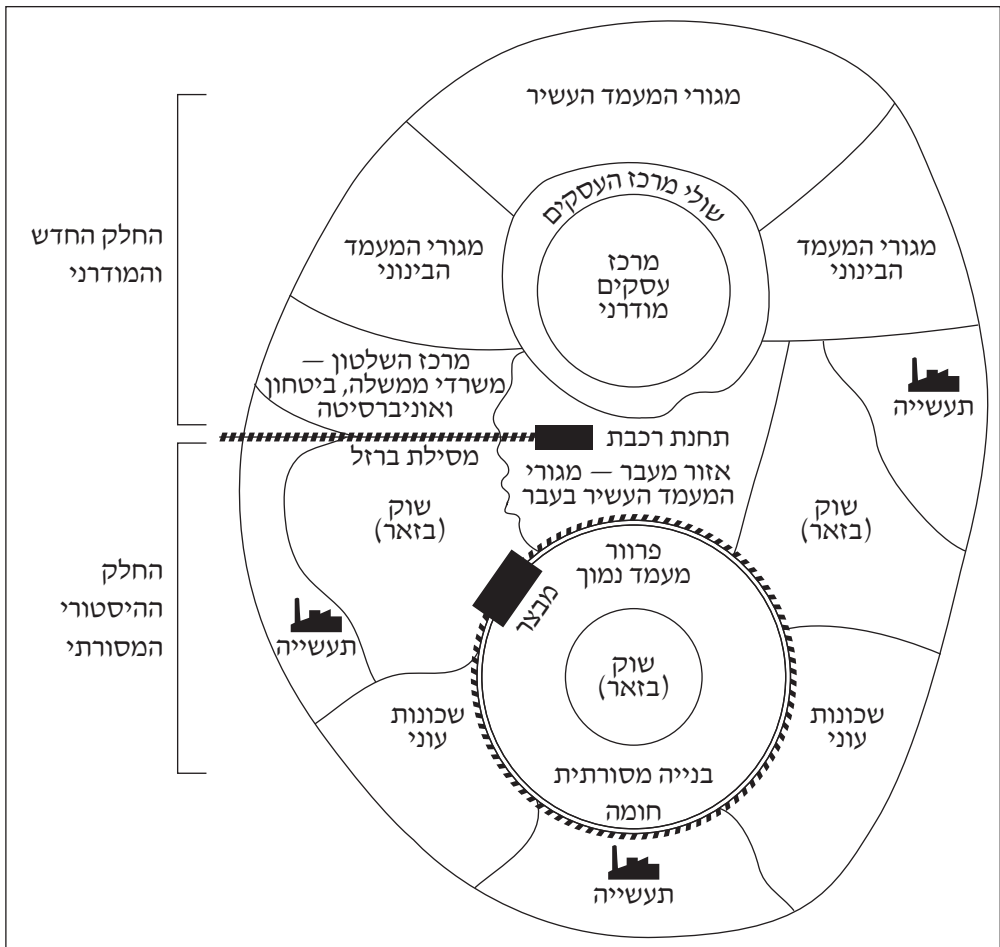 מגורי המעמד העשיר
שולי מרכז העסקים
החלק החדש
והמודרני
מגורי המעמד
הבינוני
מרכז
עסקים
מודרני
מגורי המעמד
הבינוני
מרכז השלטון —
משרדי ממשלה, ביטחון
ואוניברסיטה
תעשייה
תחנת רכבת
מסילת ברזל
אזור מעבר — מגורי
המעמד העשיר בעבר
שוק
(בזאר)
שוק
(בזאר)
החלק
ההיסטורי
המסורתי
פרוור
מעמד נמוך
מבצר
תעשייה
שוק
(בזאר)
שכונות
עוני
שכונות
עוני
בנייה מסורתית
חומה
תעשייה